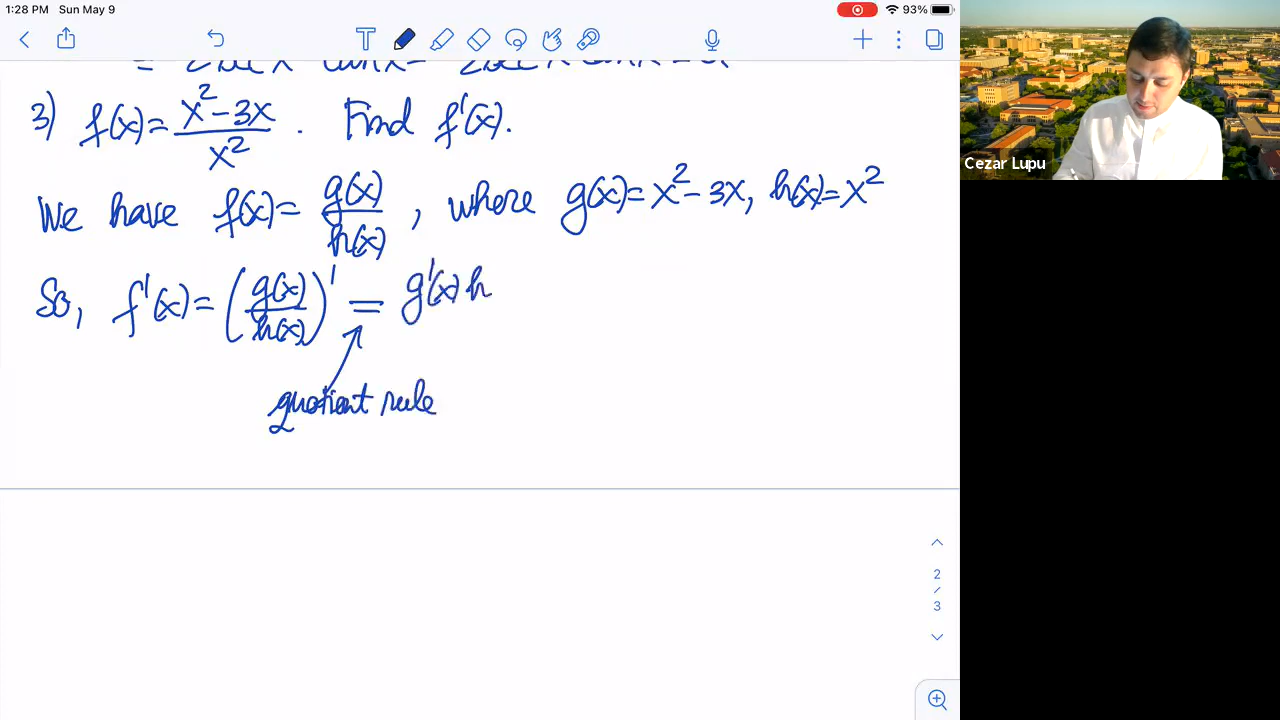 1:28 PM Sun May 9
93%
3) f(x) = (x² - 3x)/x² . Find f'(x).
We have f(x) = g(x)/h(x) , where g(x) = x² - 3x, h(x) = x²
So, f'(x) = (g(x)/h(x))' = g'(x) h
quotient rule
2
/
3
Cezar Lupu